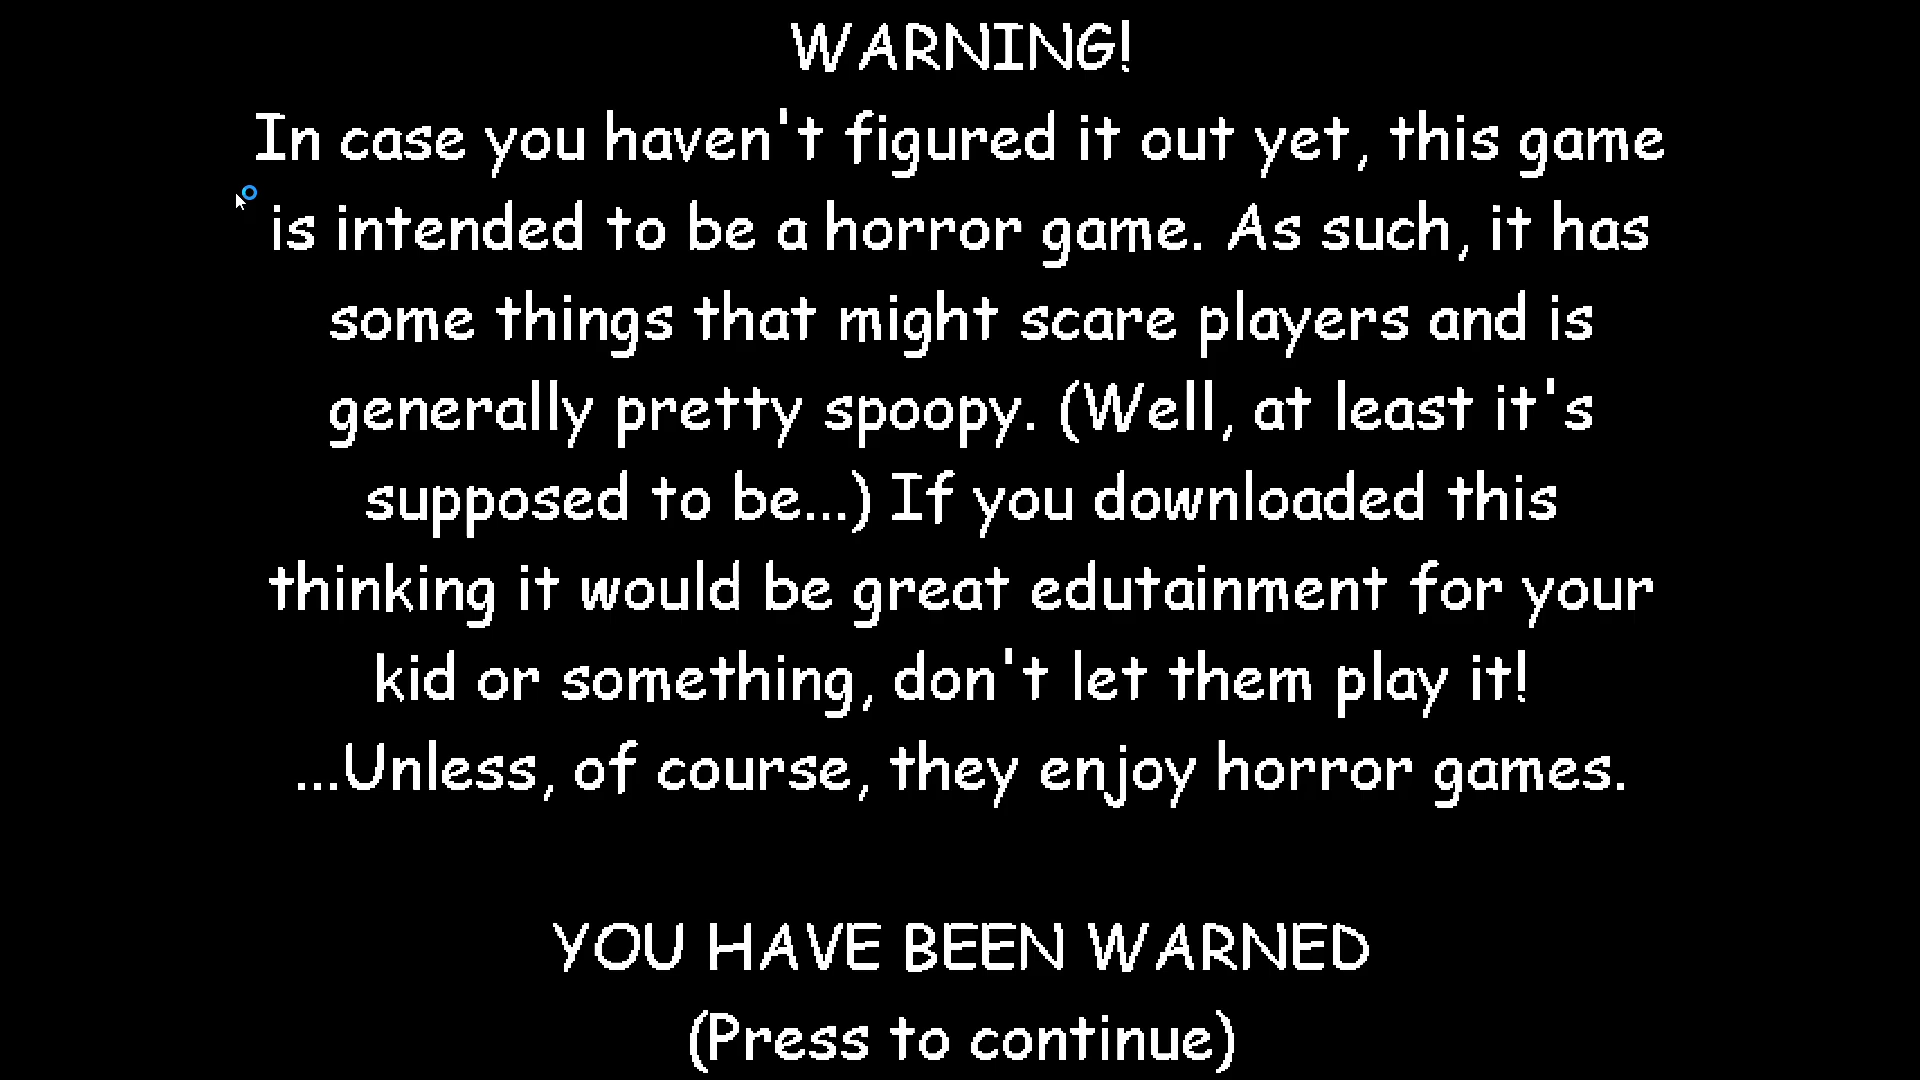 WARNING!
In case you haven't figured it out yet, this game
is intended to be a horror game. As such, it has
some things that might scare players and is
generally pretty spoopy. (Well, at least it's
supposed to be...) If you downloaded this
thinking it would be great edutainment for your
kid or something, don't let them play it!
...Unless, of course, they enjoy horror games.
YOU HAVE BEEN WARNED
(Press to continue)